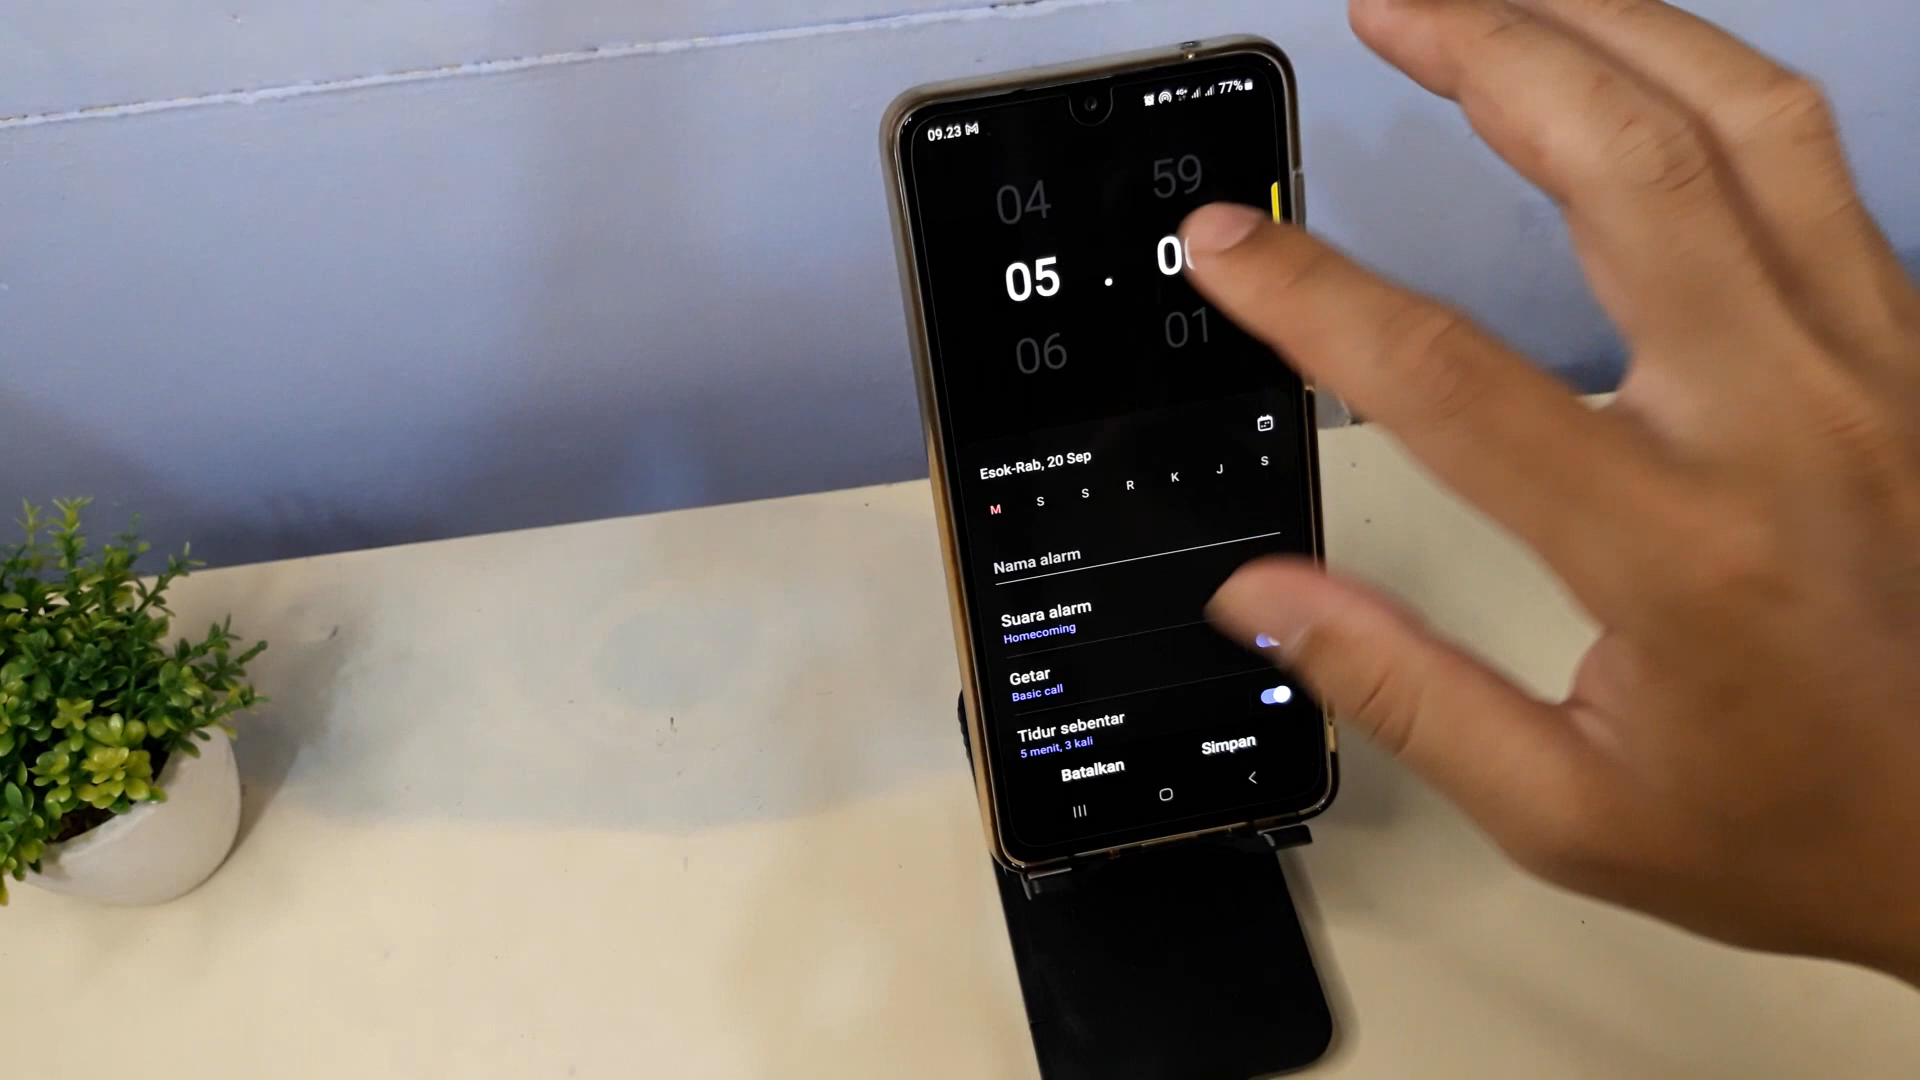 09.23
4G+ 77%
04 59
05 .
06 01
Esok-Rab, 20 Sep
M S S R K J S
Nama alarm
Suara alarm
Homecoming
Getar
Basic call
Tidur sebentar
5 menit, 3 kali
Batalkan Simpan